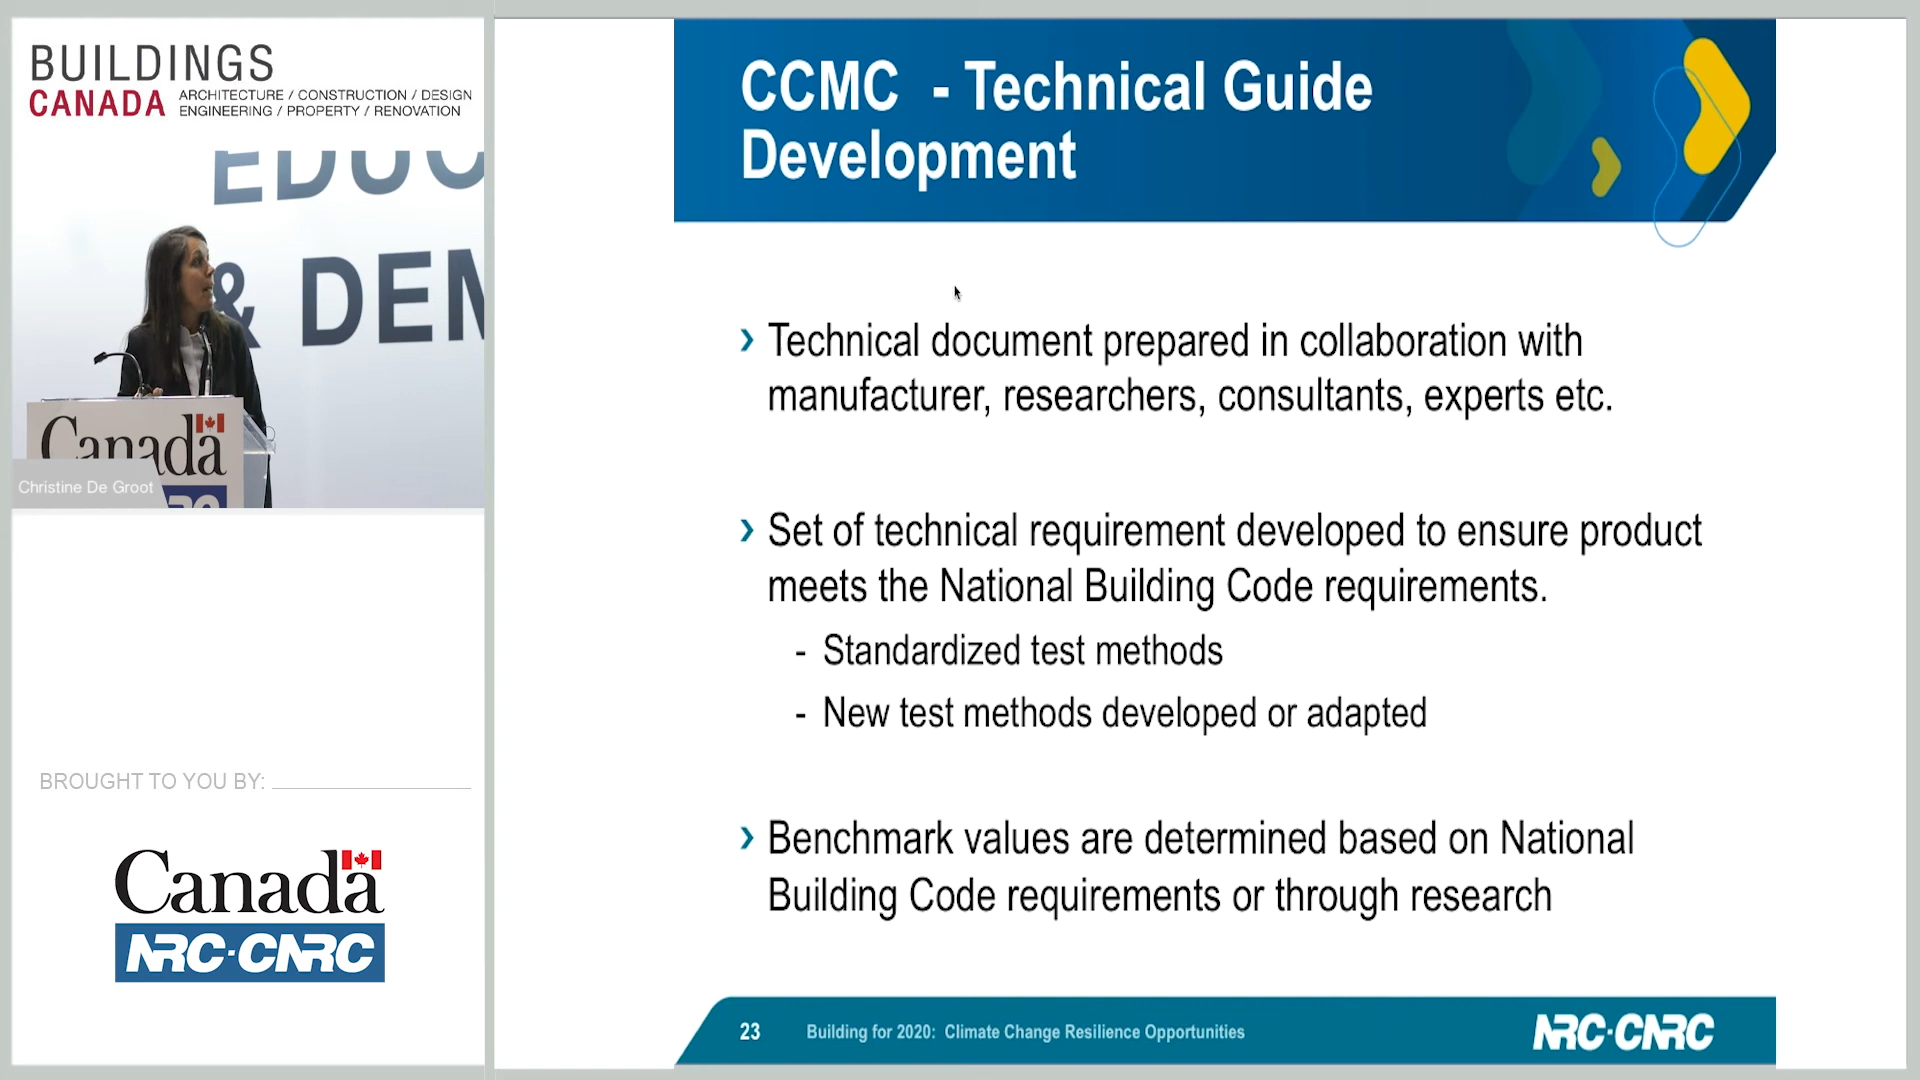 BUILDINGS
CANADA
ARCHITECTURE / CONSTRUCTION / DESIGN
ENGINEERING / PROPERTY / RENOVATION
& DEM
Canada
Christine De Groot
BROUGHT TO YOU BY:
Canada
NRC·CNRC
CCMC - Technical Guide
Development
› Technical document prepared in collaboration with
manufacturer, researchers, consultants, experts etc.
› Set of technical requirement developed to ensure product
meets the National Building Code requirements.
- Standardized test methods
- New test methods developed or adapted
› Benchmark values are determined based on National
Building Code requirements or through research
23
Building for 2020: Climate Change Resilience Opportunities
NRC·CNRC